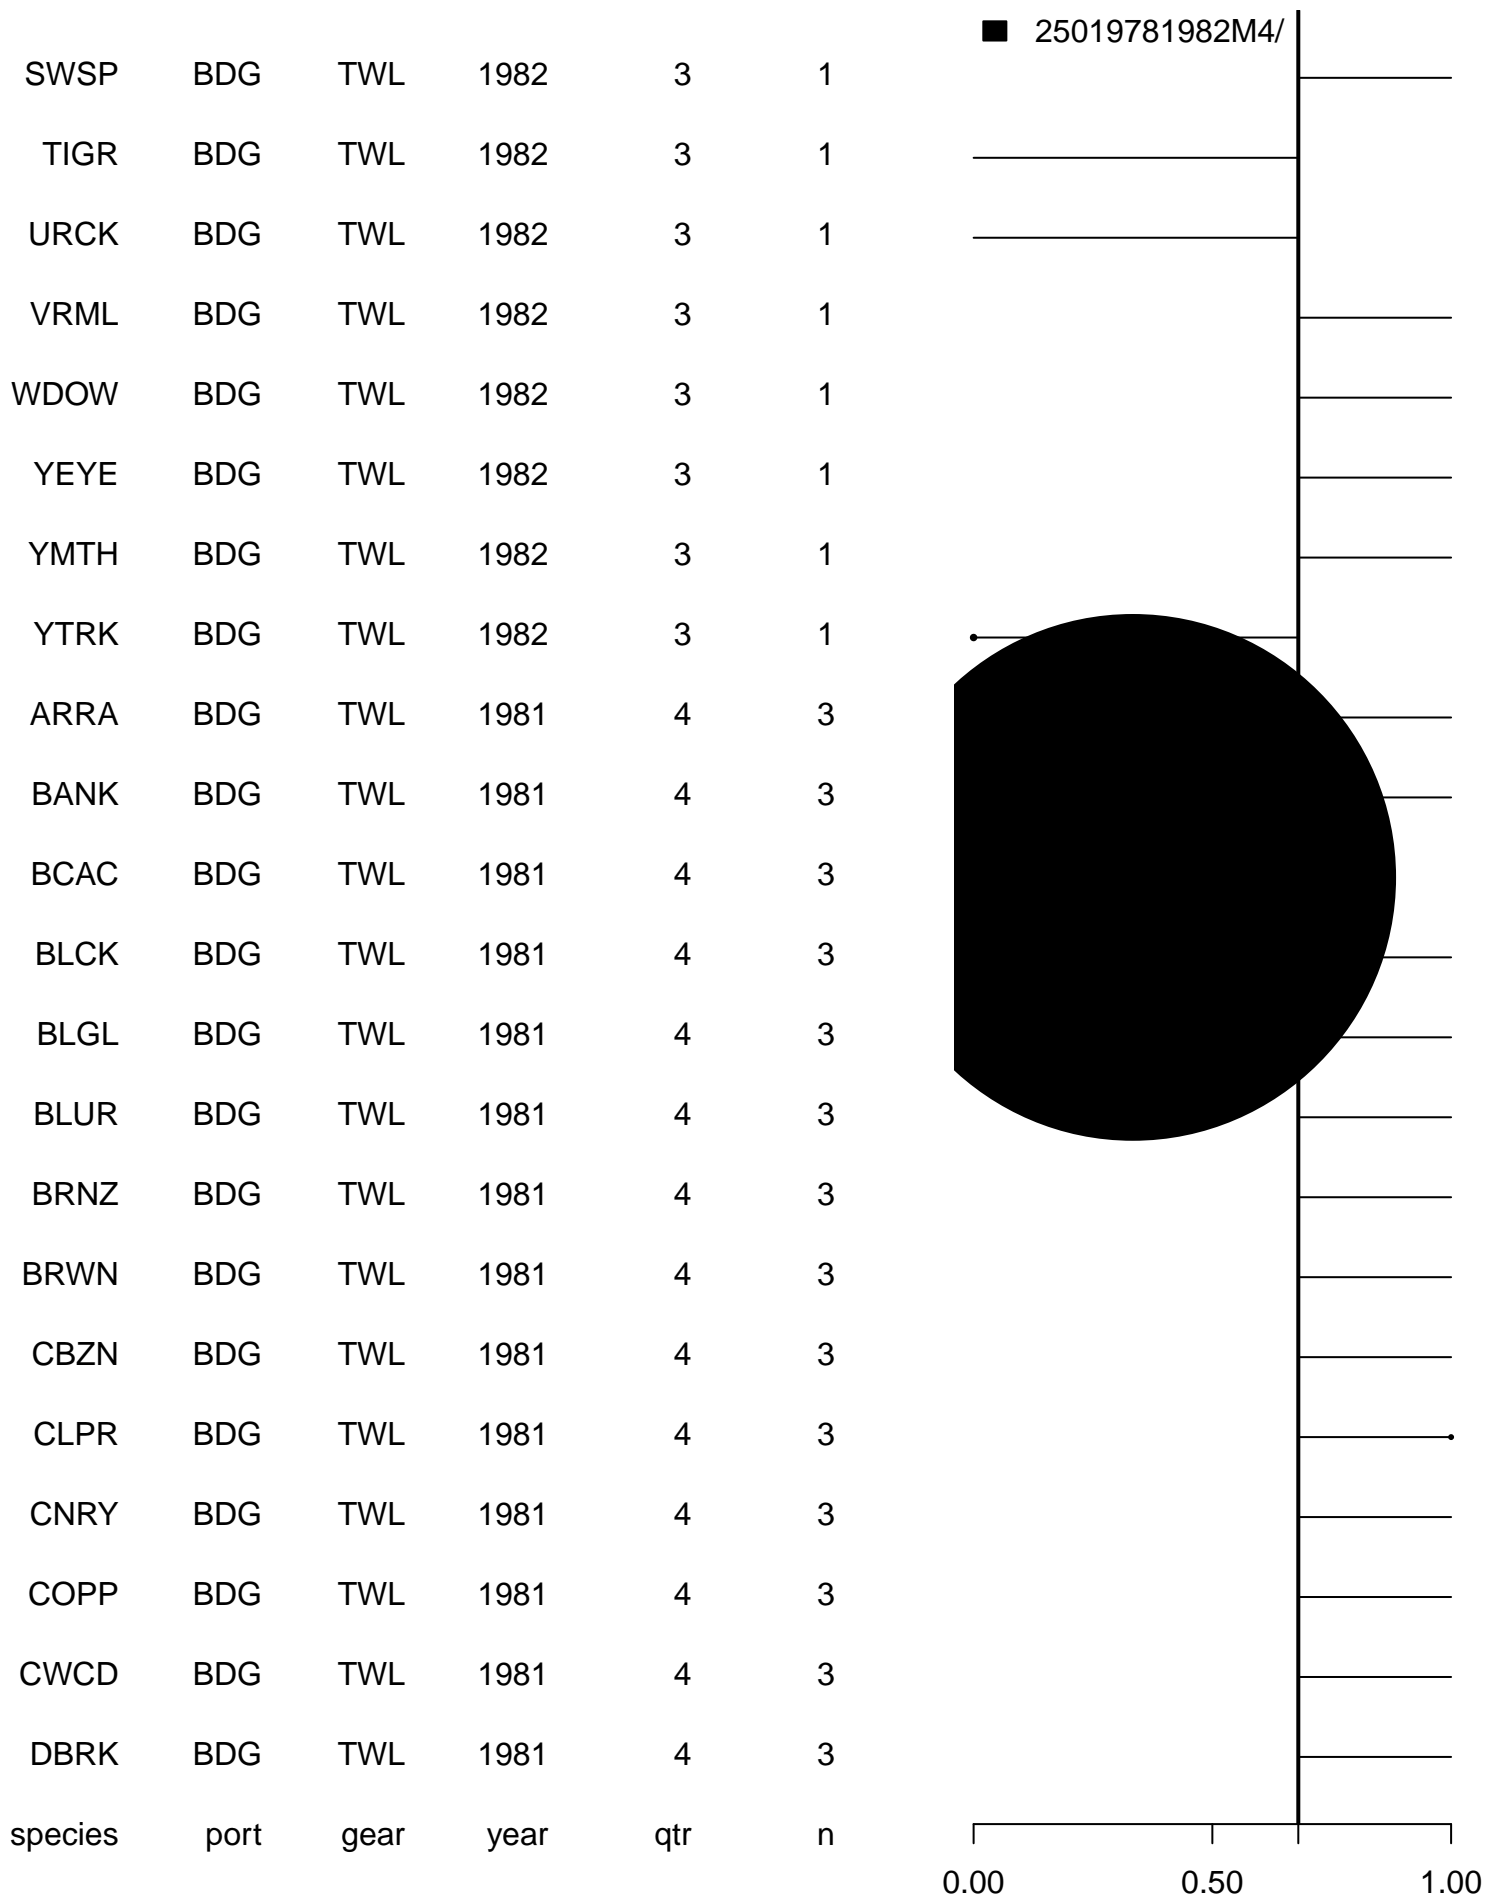 25019781982M4/
SWSP BDG TWL 1982 3 1
TIGR BDG TWL 1982 3 1
URCK BDG TWL 1982 3 1
VRML BDG TWL 1982 3 1
WDOW BDG TWL 1982 3 1
YEYE BDG TWL 1982 3 1
YMTH BDG TWL 1982 3 1
YTRK BDG TWL 1982 3 1
ARRA BDG TWL 1981 4 3
BANK BDG TWL 1981 4 3
BCAC BDG TWL 1981 4 3
BLCK BDG TWL 1981 4 3
BLGL BDG TWL 1981 4 3
BLUR BDG TWL 1981 4 3
BRNZ BDG TWL 1981 4 3
BRWN BDG TWL 1981 4 3
CBZN BDG TWL 1981 4 3
CLPR BDG TWL 1981 4 3
CNRY BDG TWL 1981 4 3
COPP BDG TWL 1981 4 3
CWCD BDG TWL 1981 4 3
DBRK BDG TWL 1981 4 3
species port gear year qtr n
0.00 0.50 1.00